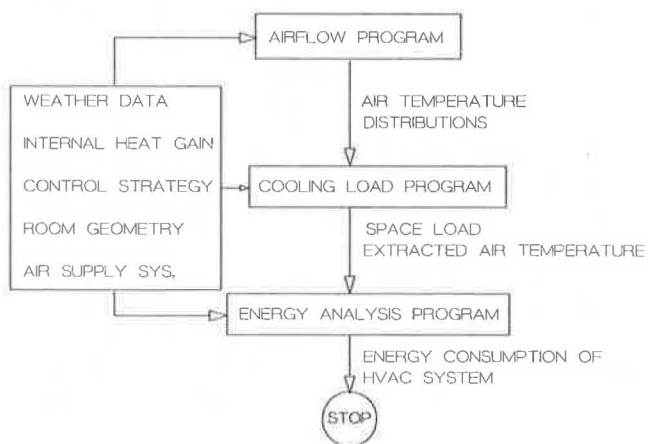 AIRFLOW PROGRAM
WEATHER DATA
INTERNAL HEAT GAIN
CONTROL STRATEGY
ROOM GEOMETRY
AIR SUPPLY SYS,
AIR TEMPERATURE
DISTRIBUTIONS
COOLING LOAD PROGRAM
SPACE LOAD
EXTRACTED AIR TEMPERATURE
ENERGY ANALYSIS PROGRAM
ENERGY CONSUMPTION OF
HVAC SYSTEM
STOP